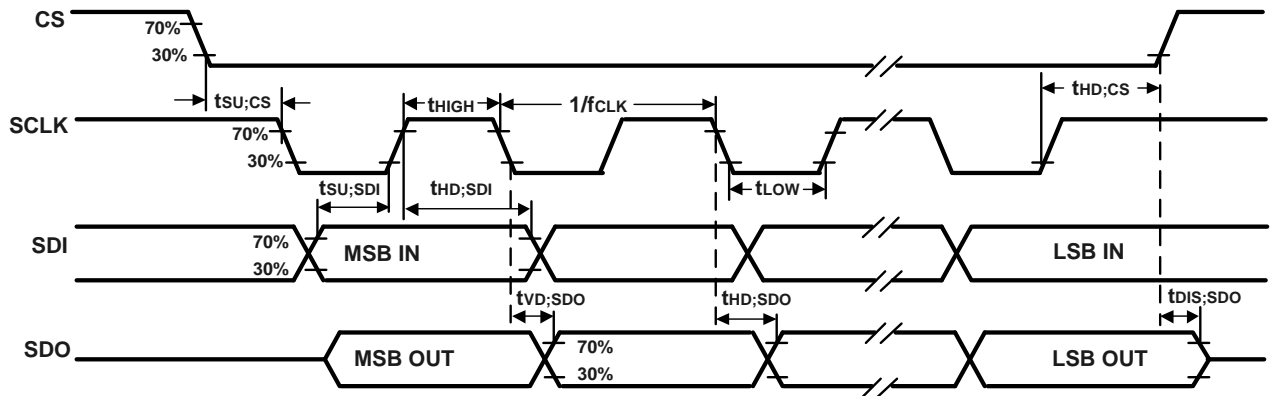 CS
70%
30%
tSU;CS
tHIGH
1/fCLK
tHD;CS
SCLK
70%
30%
tSU;SDI
tHD;SDI
tLOW
SDI
70%
30%
MSB IN
LSB IN
tVD;SDO
tHD;SDO
tDIS;SDO
SDO
MSB OUT
70%
30%
LSB OUT